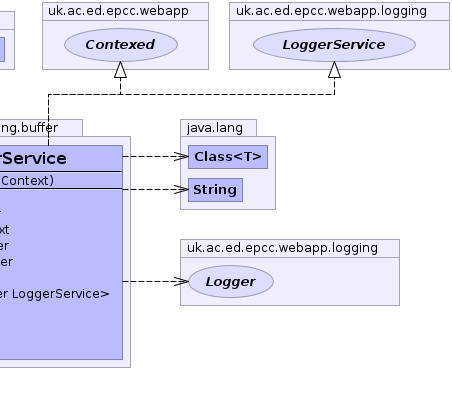 uk.ac.ed.epcc.webapp
uk.ac.ed.epcc.webapp.logging
Contexed
LoggerService
ng.buffer
java.lang
rService
Class<T>
Context)
String
xt
er
er
uk.ac.ed.epcc.webapp.logging
Logger
er LoggerService>